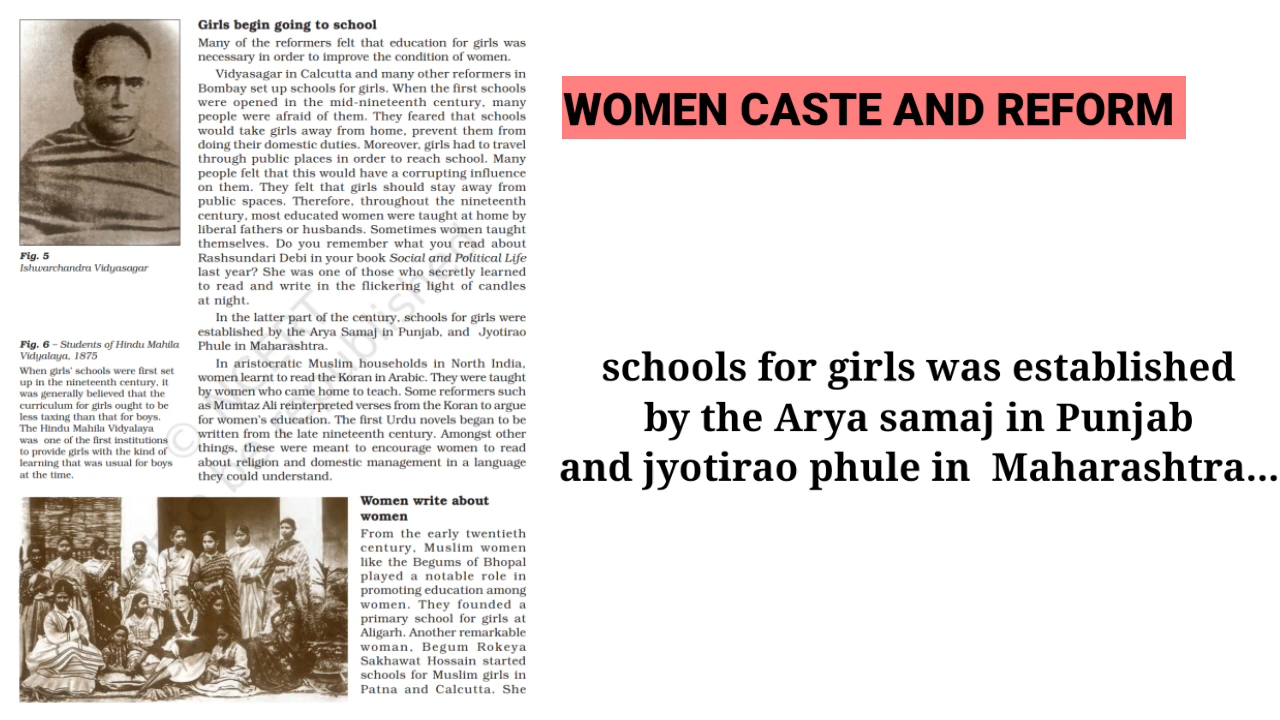 Girls begin going to school
Many of the reformers felt that education for girls was
necessary in order to improve the condition of women.
Vidyasagar in Calcutta and many other reformers in
Bombay set up schools for girls. When the first schools
were opened in the mid-nineteenth century, many
people were afraid of them. They feared that schools
would take girls away from home, prevent them from
doing their domestic duties. Moreover, girls had to travel
through public places in order to reach school. Many
people felt that this would have a corrupting influence
on them. They felt that girls should stay away from
public spaces. Therefore, throughout the nineteenth
century, most educated women were taught at home by
liberal fathers or husbands. Sometimes women taught
themselves. Do you remember what you read about
Rashsundari Debi in your book Social and Political Life
last year? She was one of those who secretly learned
to read and write in the flickering light of candles
at night.
In the latter part of the century, schools for girls were
established by the Arya Samaj in Punjab, and Jyotirao
Phule in Maharashtra.
In aristocratic Muslim households in North India,
women learnt to read the Koran in Arabic. They were taught
by women who came home to teach. Some reformers such
as Mumtaz Ali reinterpreted verses from the Koran to argue
for women's education. The first Urdu novels began to be
written from the late nineteenth century. Amongst other
things, these were meant to encourage women to read
about religion and domestic management in a language
they could understand.
Fig. 5
Ishwarchandra Vidyasagar
Fig. 6 – Students of Hindu Mahila
Vidyalaya, 1875
When girls' schools were first set
up in the nineteenth century, it
was generally believed that the
curriculum for girls ought to be
less taxing than that for boys.
The Hindu Mahila Vidyalaya
was one of the first institutions
to provide girls with the kind of
learning that was usual for boys
at the time.
Women write about
women
From the early twentieth
century, Muslim women
like the Begums of Bhopal
played a notable role in
promoting education among
women. They founded a
primary school for girls at
Aligarh. Another remarkable
woman, Begum Rokeya
Sakhawat Hossain started
schools for Muslim girls in
Patna and Calcutta. She
WOMEN CASTE AND REFORM
schools for girls was established
by the Arya samaj in Punjab
and jyotirao phule in Maharashtra...